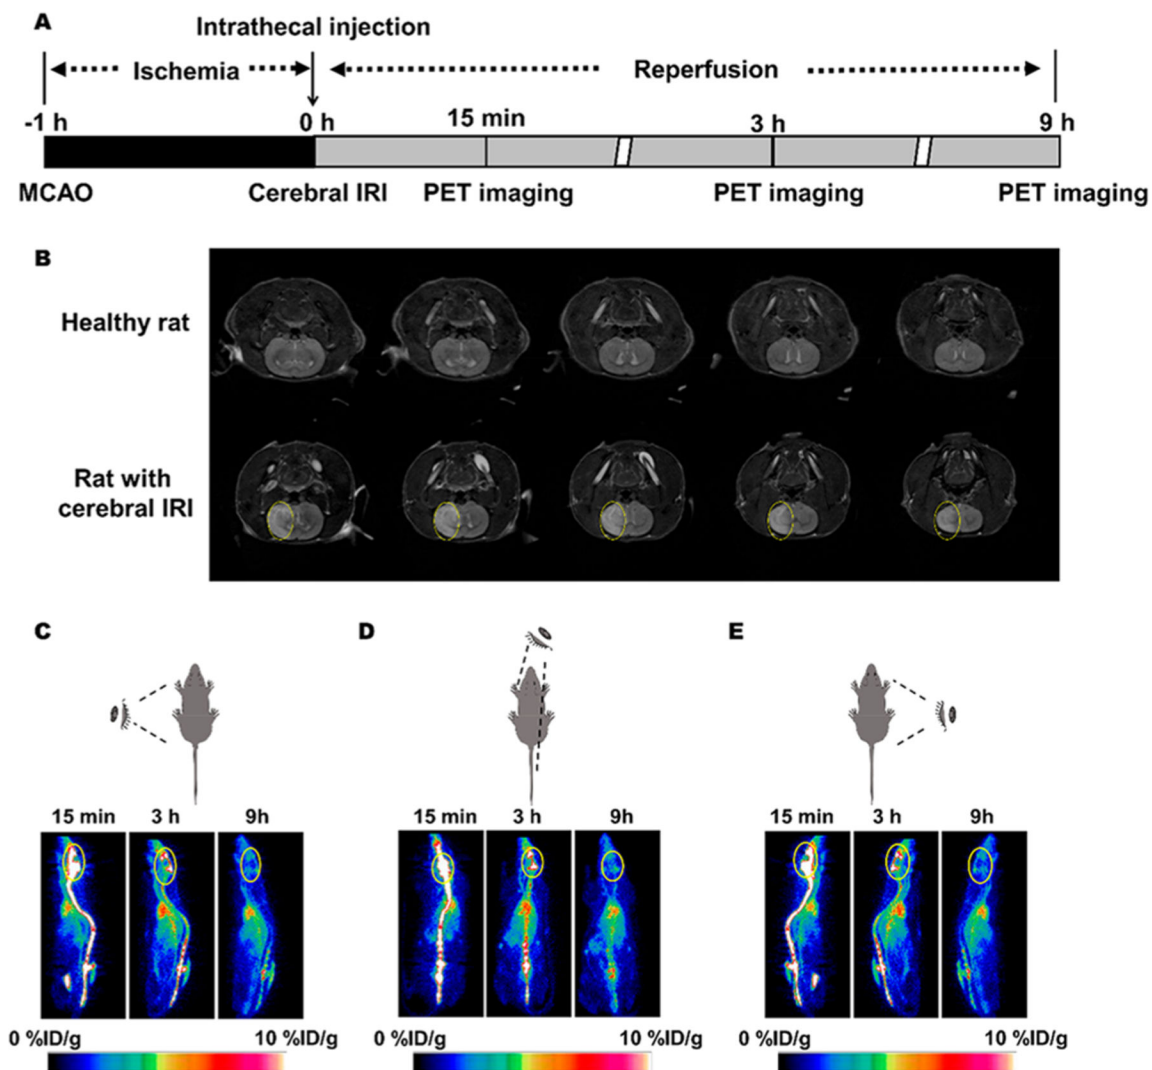 A
Intrathecal injection
Ischemia
Reperfusion
-1 h 0 h 15 min 3 h 9 h
MCAO Cerebral IRI PET imaging PET imaging PET imaging
B
Healthy rat
Rat with
cerebral IRI
C D E
15 min 3 h 9h 15 min 3 h 9h 15 min 3 h 9h
0 %ID/g 10 %ID/g 0 %ID/g 10 %ID/g 0 %ID/g 10 %ID/g